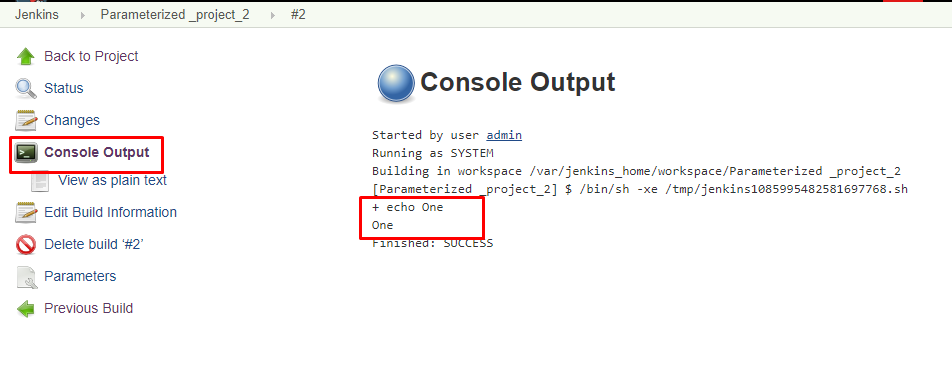 Jenkins Parameterized _project_2 #2
Back to Project
Status
Changes
Console Output
View as plain text
Edit Build Information
Delete build ‘#2’
Parameters
Previous Build
Console Output
Started by user admin
Running as SYSTEM
Building in workspace /var/jenkins_home/workspace/Parameterized _project_2
[Parameterized _project_2] $ /bin/sh -xe /tmp/jenkins1085995482581697768.sh
+ echo One
One
Finished: SUCCESS